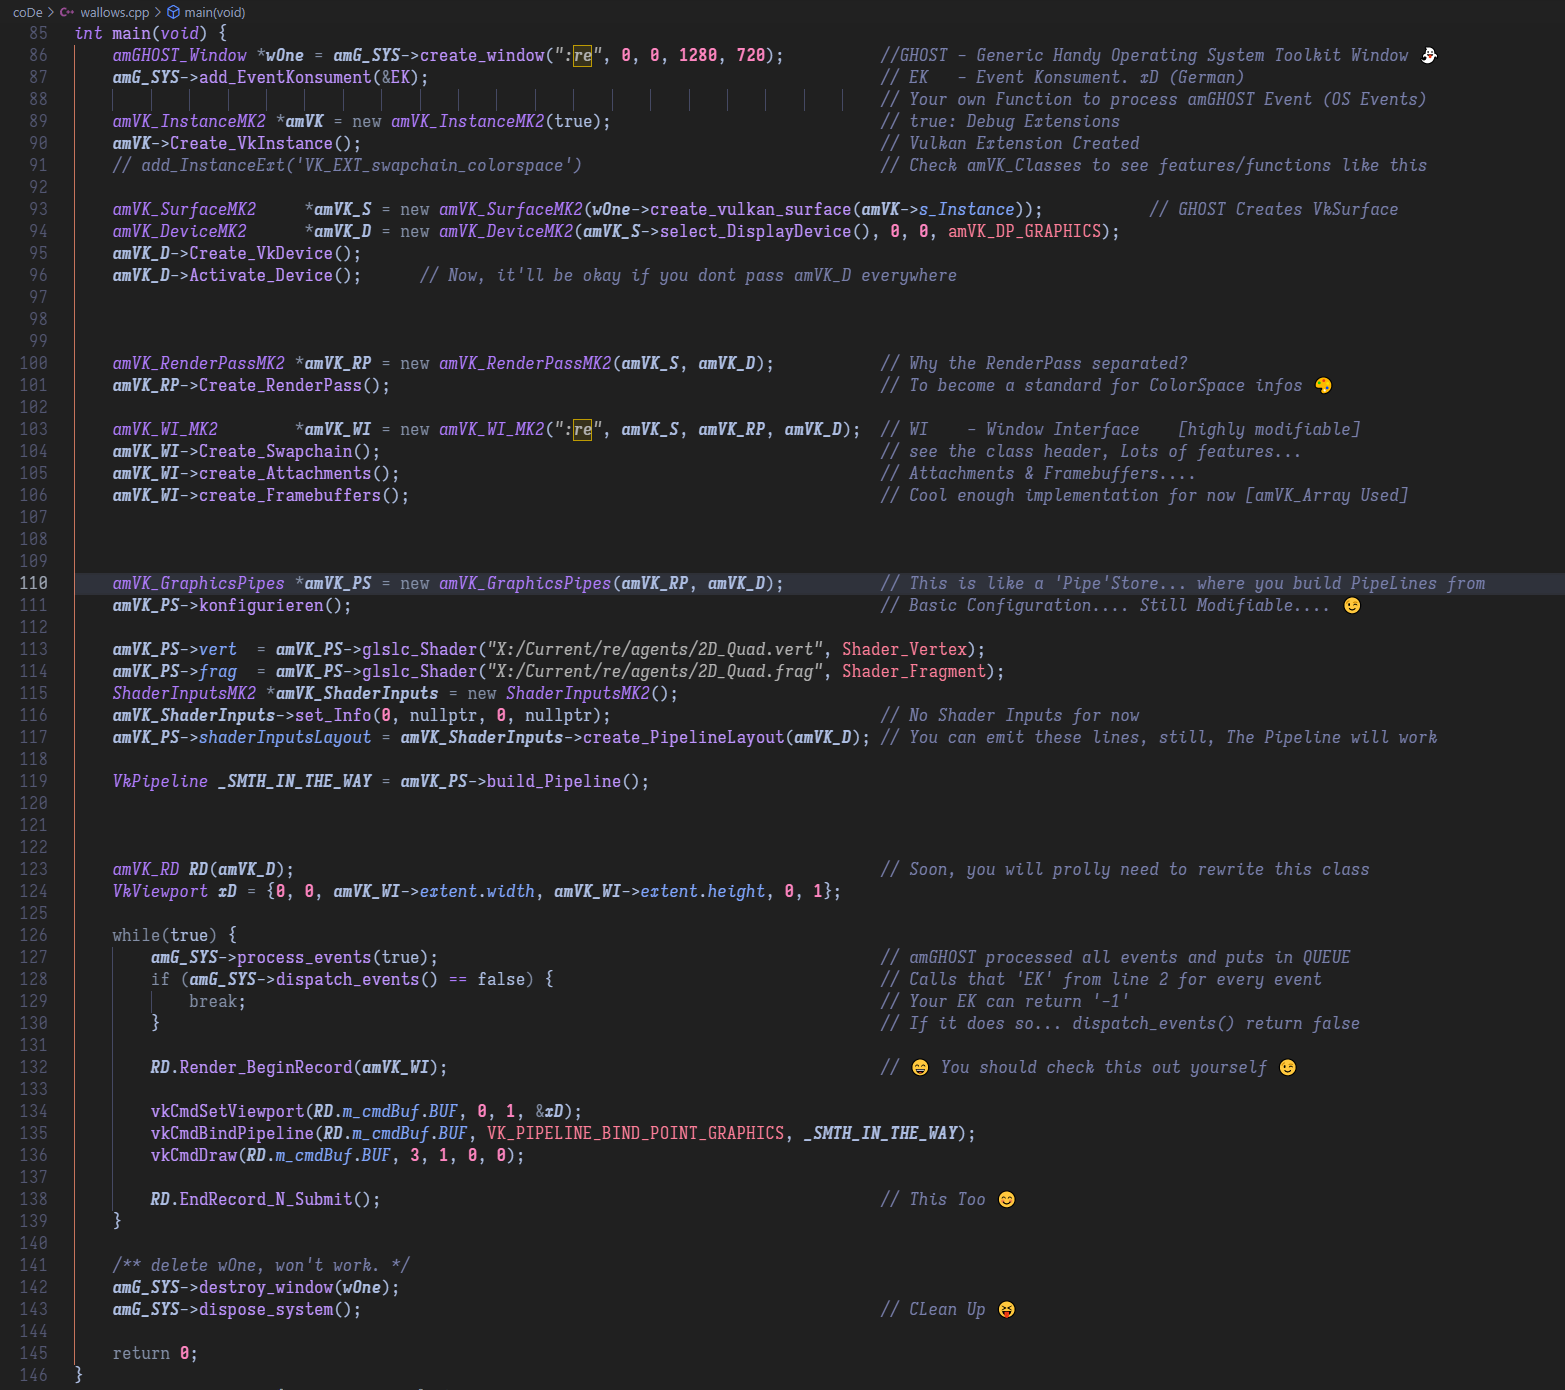 coDe > wallows.cpp > main(void)
85 int main(void) {
86 amGHOST_Window *wOne = amG_SYS->create_window(":re", 0, 0, 1280, 720); //GHOST - Generic Handy Operating System Toolkit Window 👻
87 amG_SYS->add_EventKonsument(&EK); // EK - Event Konsument. xD (German)
88 // Your own Function to process amGHOST Event (OS Events)
89 amVK_InstanceMK2 *amVK = new amVK_InstanceMK2(true); // true: Debug Extensions
90 amVK->Create_VkInstance(); // Vulkan Extension Created
91 // add_InstanceExt('VK_EXT_swapchain_colorspace') // Check amVK_Classes to see features/functions like this
92
93 amVK_SurfaceMK2 *amVK_S = new amVK_SurfaceMK2(wOne->create_vulkan_surface(amVK->s_Instance)); // GHOST Creates VkSurface
94 amVK_DeviceMK2 *amVK_D = new amVK_DeviceMK2(amVK_S->select_DisplayDevice(), 0, 0, amVK_DP_GRAPHICS);
95 amVK_D->Create_VkDevice();
96 amVK_D->Activate_Device(); // Now, it'll be okay if you dont pass amVK_D everywhere
97
98
99
100 amVK_RenderPassMK2 *amVK_RP = new amVK_RenderPassMK2(amVK_S, amVK_D); // Why the RenderPass separated?
101 amVK_RP->Create_RenderPass(); // To become a standard for ColorSpace infos 🎨
102
103 amVK_WI_MK2 *amVK_WI = new amVK_WI_MK2(":re", amVK_S, amVK_RP, amVK_D); // WI - Window Interface [highly modifiable]
104 amVK_WI->Create_Swapchain(); // see the class header, Lots of features...
105 amVK_WI->create_Attachments(); // Attachments & Framebuffers....
106 amVK_WI->create_Framebuffers(); // Cool enough implementation for now [amVK_Array Used]
107
108
109
110 amVK_GraphicsPipes *amVK_PS = new amVK_GraphicsPipes(amVK_RP, amVK_D); // This is like a 'Pipe'Store... where you build PipeLines from
111 amVK_PS->konfigurieren(); // Basic Configuration.... Still Modifiable.... 😉
112
113 amVK_PS->vert = amVK_PS->glslc_Shader("X:/Current/re/agents/2D_Quad.vert", Shader_Vertex);
114 amVK_PS->frag = amVK_PS->glslc_Shader("X:/Current/re/agents/2D_Quad.frag", Shader_Fragment);
115 ShaderInputsMK2 *amVK_ShaderInputs = new ShaderInputsMK2();
116 amVK_ShaderInputs->set_Info(0, nullptr, 0, nullptr); // No Shader Inputs for now
117 amVK_PS->shaderInputsLayout = amVK_ShaderInputs->create_PipelineLayout(amVK_D); // You can emit these lines, still, The Pipeline will work
118
119 VkPipeline _SMTH_IN_THE_WAY = amVK_PS->build_Pipeline();
120
121
122
123 amVK_RD RD(amVK_D); // Soon, you will prolly need to rewrite this class
124 VkViewport xD = {0, 0, amVK_WI->extent.width, amVK_WI->extent.height, 0, 1};
125
126 while(true) {
127 amG_SYS->process_events(true); // amGHOST processed all events and puts in QUEUE
128 if (amG_SYS->dispatch_events() == false) { // Calls that 'EK' from line 2 for every event
129 break; // Your EK can return '-1'
130 } // If it does so... dispatch_events() return false
131
132 RD.Render_BeginRecord(amVK_WI); // 😄 You should check this out yourself 😉
133
134 vkCmdSetViewport(RD.m_cmdBuf.BUF, 0, 1, &xD);
135 vkCmdBindPipeline(RD.m_cmdBuf.BUF, VK_PIPELINE_BIND_POINT_GRAPHICS, _SMTH_IN_THE_WAY);
136 vkCmdDraw(RD.m_cmdBuf.BUF, 3, 1, 0, 0);
137
138 RD.EndRecord_N_Submit(); // This Too 😊
139 }
140
141 /** delete wOne, won't work. */
142 amG_SYS->destroy_window(wOne);
143 amG_SYS->dispose_system(); // CLean Up 😝
144
145 return 0;
146 }